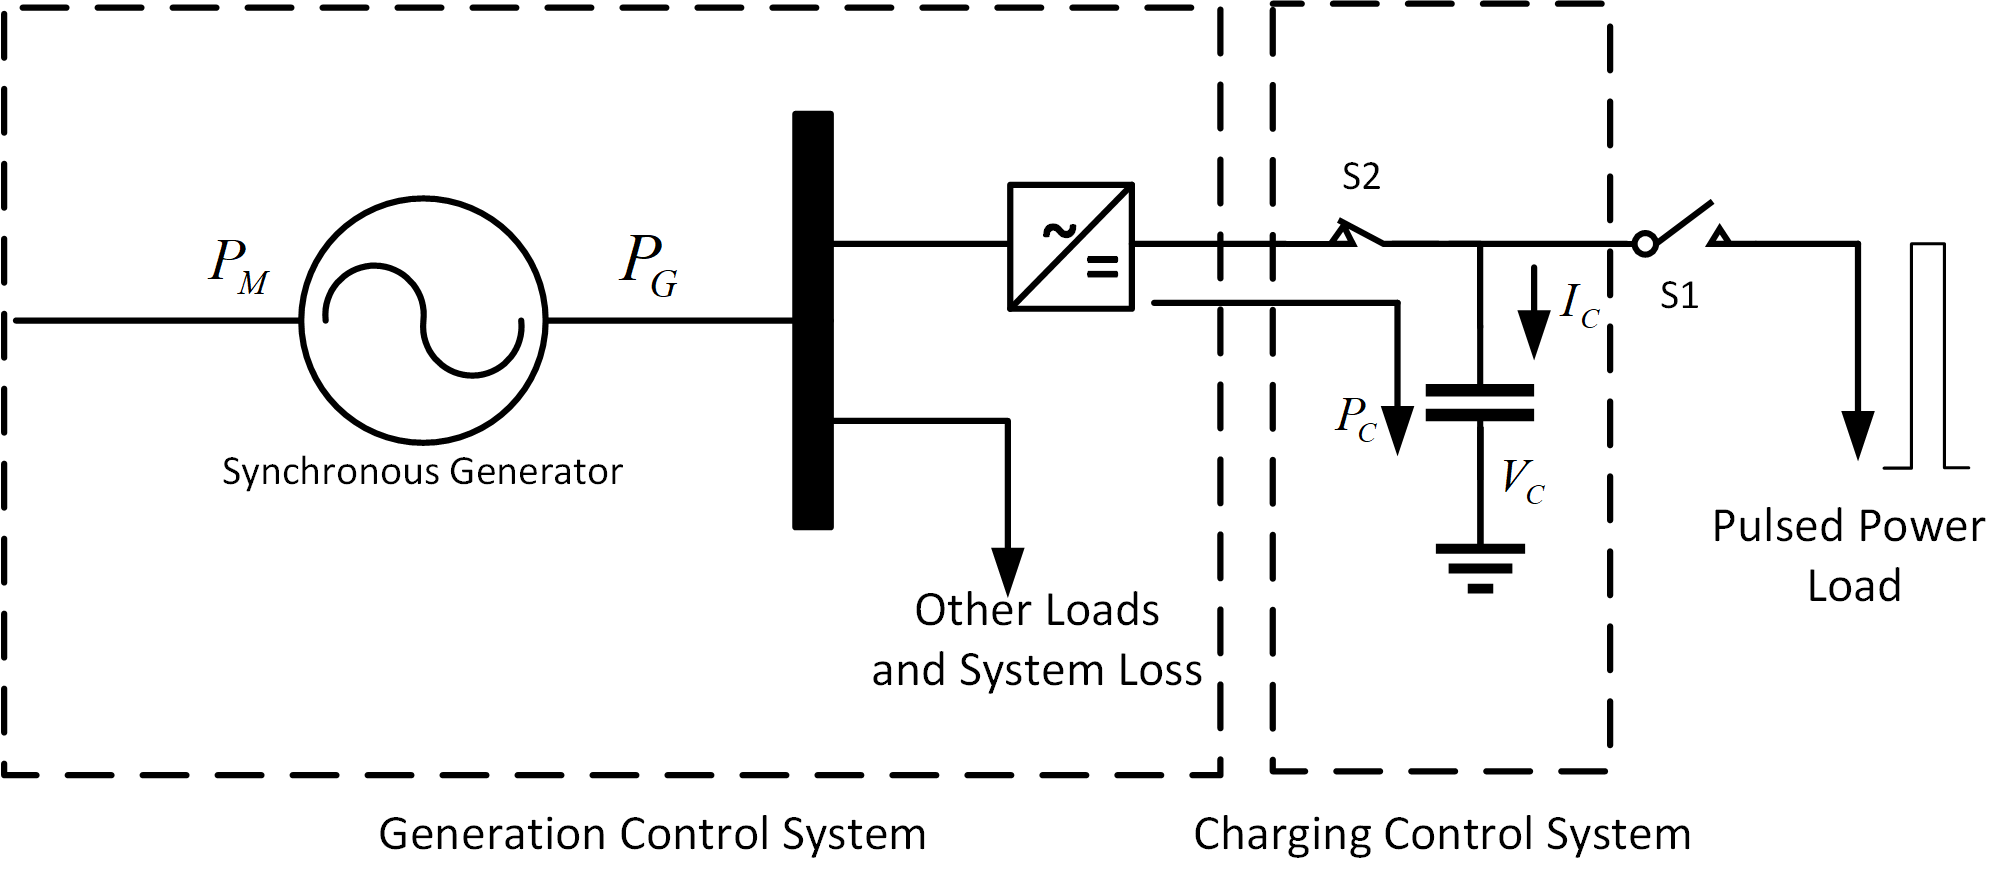 S2
P_M
P_G
I_C
S1
P_C
Synchronous Generator
V_C
Pulsed Power
Load
Other Loads
and System Loss
Generation Control System
Charging Control System